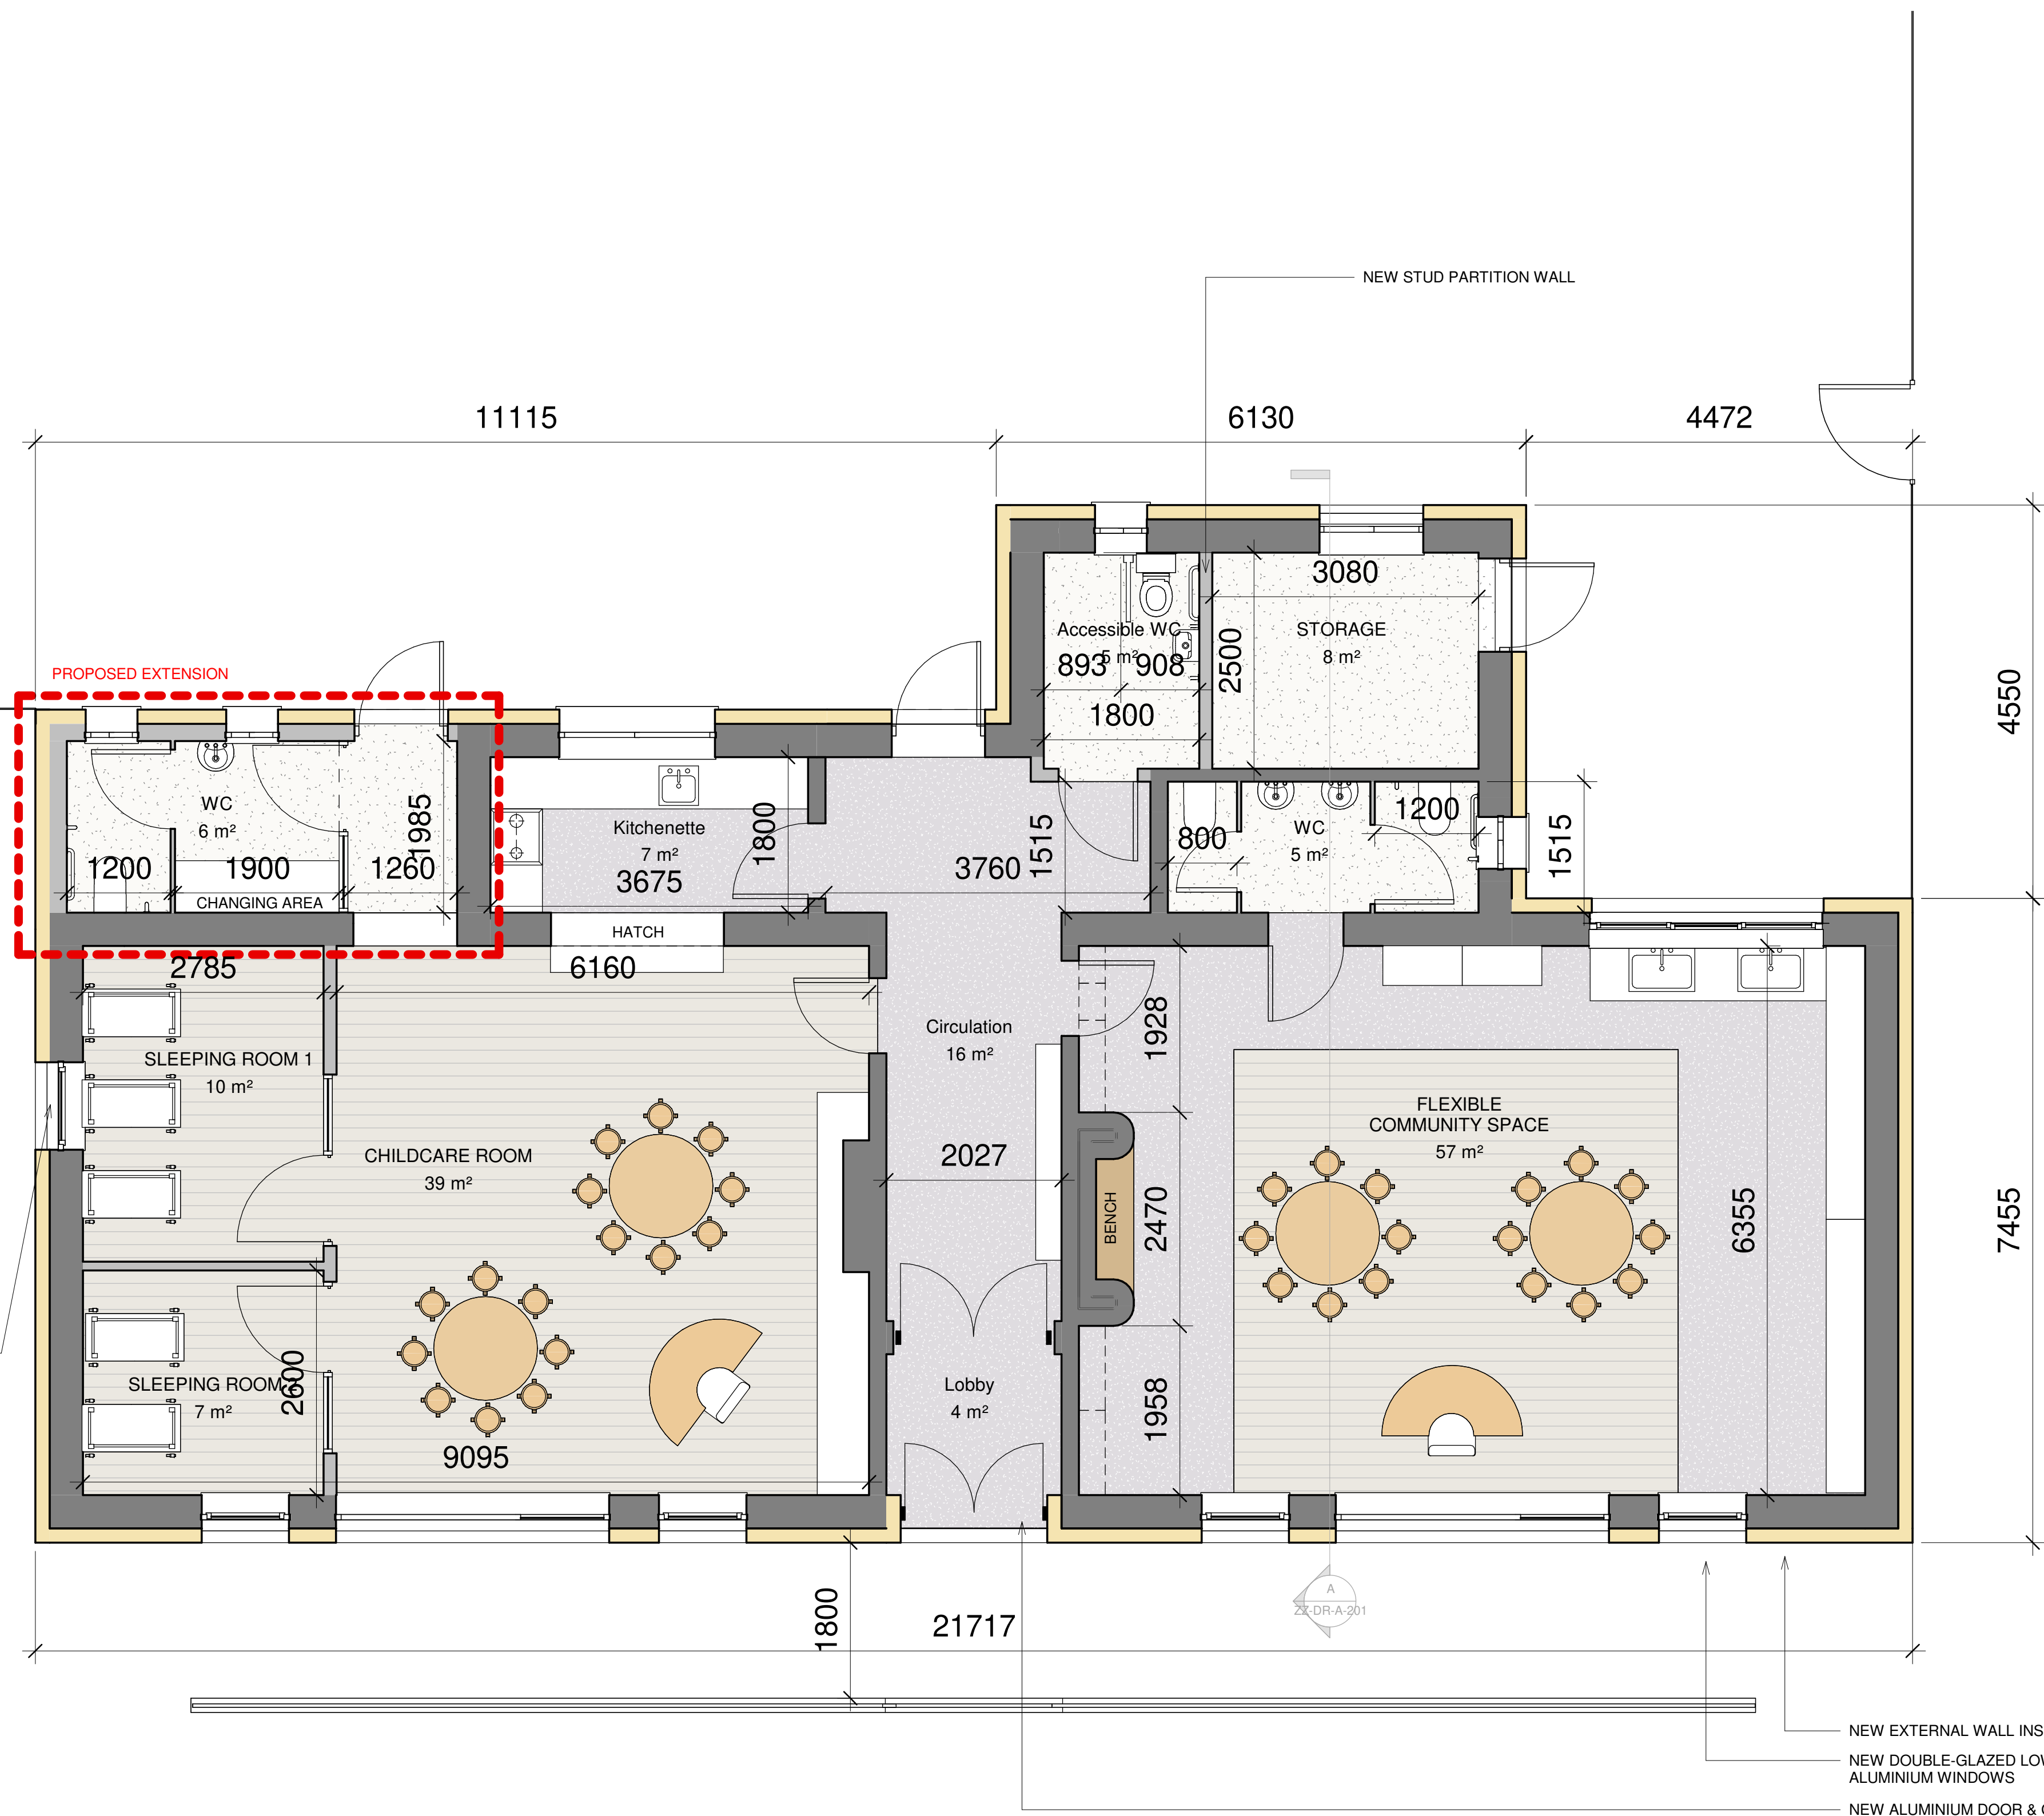 NEW STUD PARTITION WALL
11115
6130
4472
3080
Accessible WC
5 m²
893
908
1800
2500
STORAGE
8 m²
4550
PROPOSED EXTENSION
WC
6 m²
1985
1200
1900
1260
CHANGING AREA
Kitchenette
7 m²
3675
1800
3760
1515
800
WC
5 m²
1200
1515
HATCH
2785
6160
SLEEPING ROOM 1
10 m²
Circulation
16 m²
1928
FLEXIBLE
COMMUNITY SPACE
57 m²
CHILDCARE ROOM
39 m²
2027
BENCH
2470
6355
7455
SLEEPING ROOM
7 m²
2600
Lobby
4 m²
1958
9095
A
ZZ-DR-A-201
1800
21717
NEW EXTERNAL WALL INS
NEW DOUBLE-GLAZED LOW
ALUMINIUM WINDOWS
NEW ALUMINIUM DOOR &